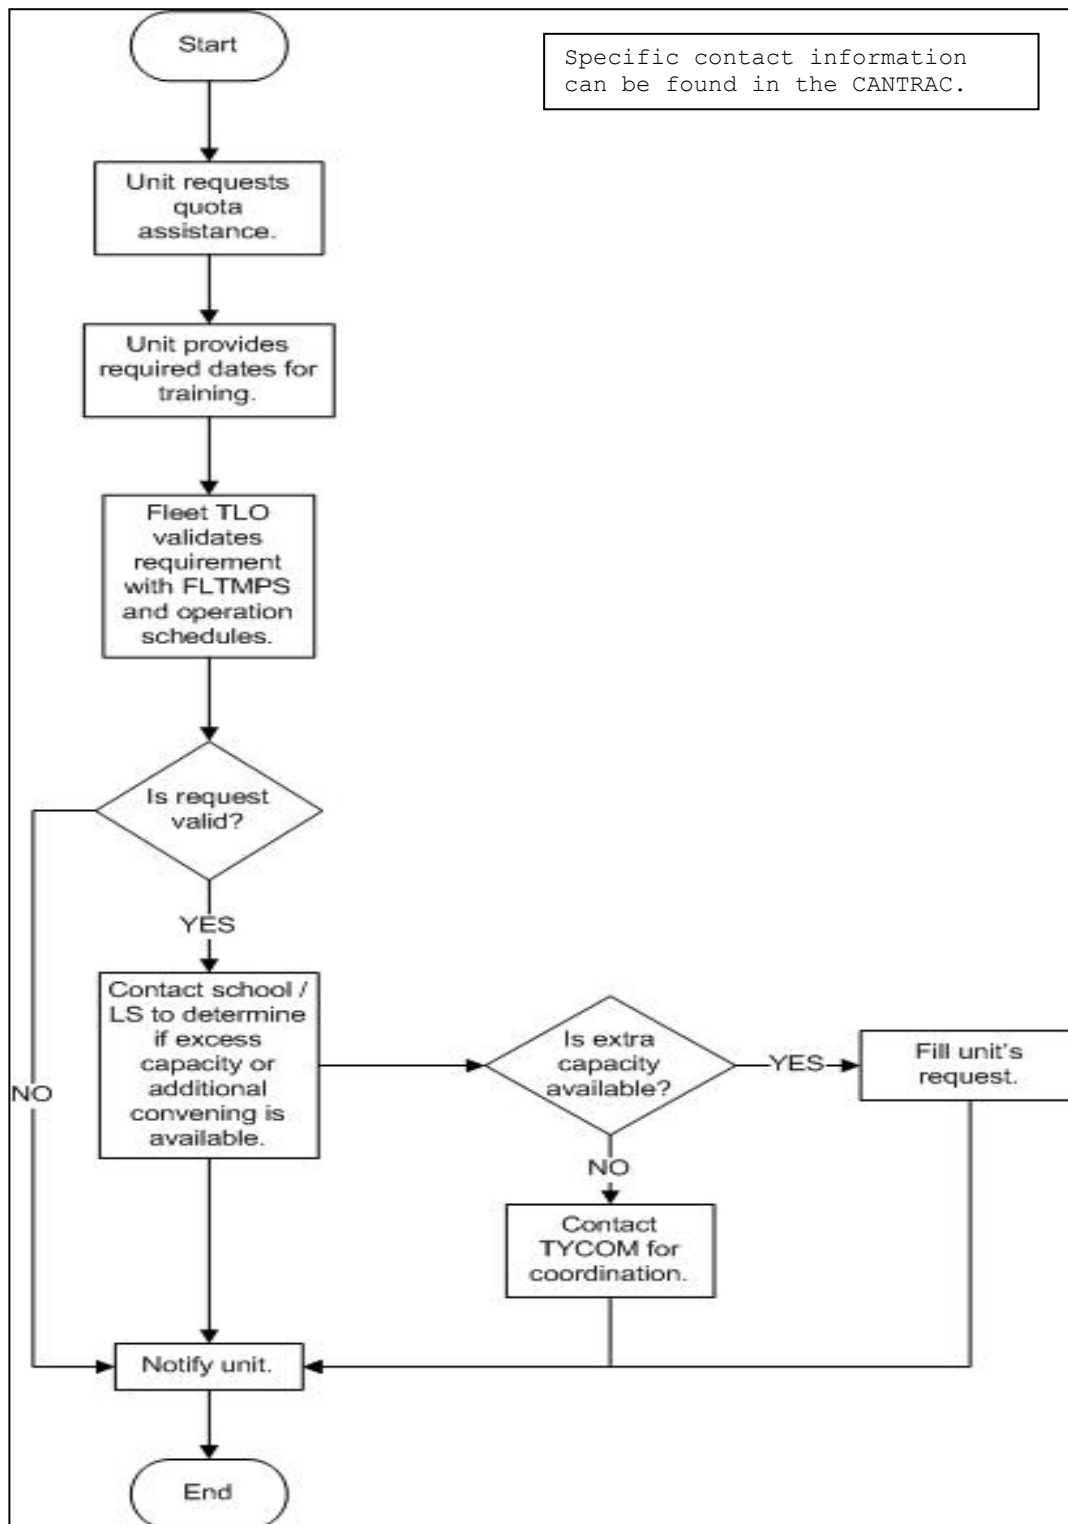 Start
Specific contact information
can be found in the CANTRAC.
Unit requests
quota
assistance.
Unit provides
required dates for
training.
Fleet TLO
validates
requirement
with FLTMPS
and operation
schedules.
Is request
valid?
YES
NO
Contact school /
LS to determine
if excess
capacity or
additional
convening is
available.
Is extra
capacity
available?
YES
Fill unit's
request.
NO
Contact
TYCOM for
coordination.
Notify unit.
End